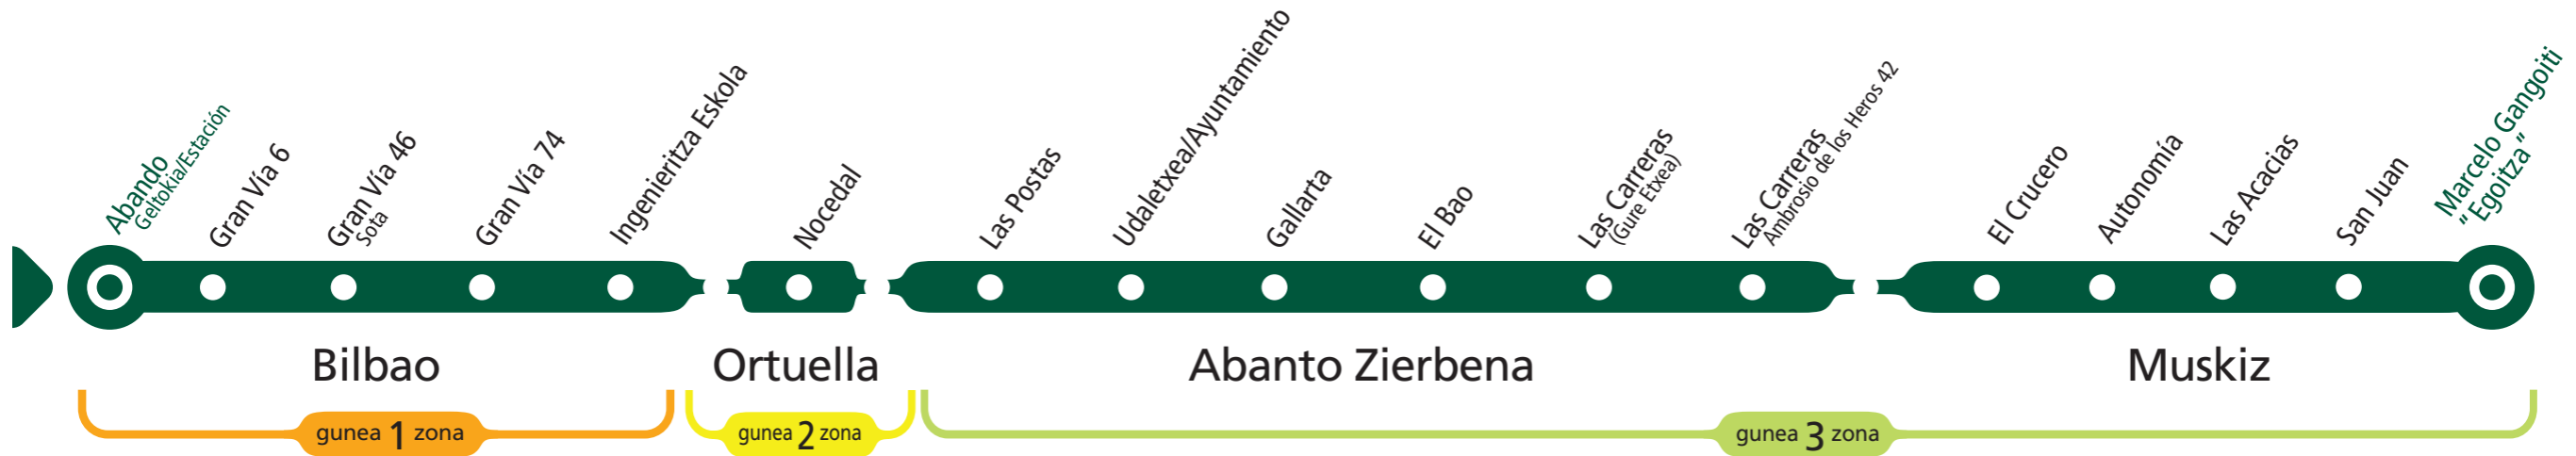 Abando
Geltokia/Estación
Gran Vía 6
Gran Vía 46
Sota
Gran Vía 74
Ingenieritza Eskola
Nocedal
Las Postas
Udaletxea/Ayuntamiento
Gallarta
El Bao
Las Carreras
(Gure Etxea)
Las Carreras
Ambrosio de los Heros 42
El Crucero
Autonomía
Las Acacias
San Juan
Marcelo Gangoiti
"Egoitza"
Bilbao
Ortuella
Abanto Zierbena
Muskiz
gunea 1 zona
gunea 2 zona
gunea 3 zona